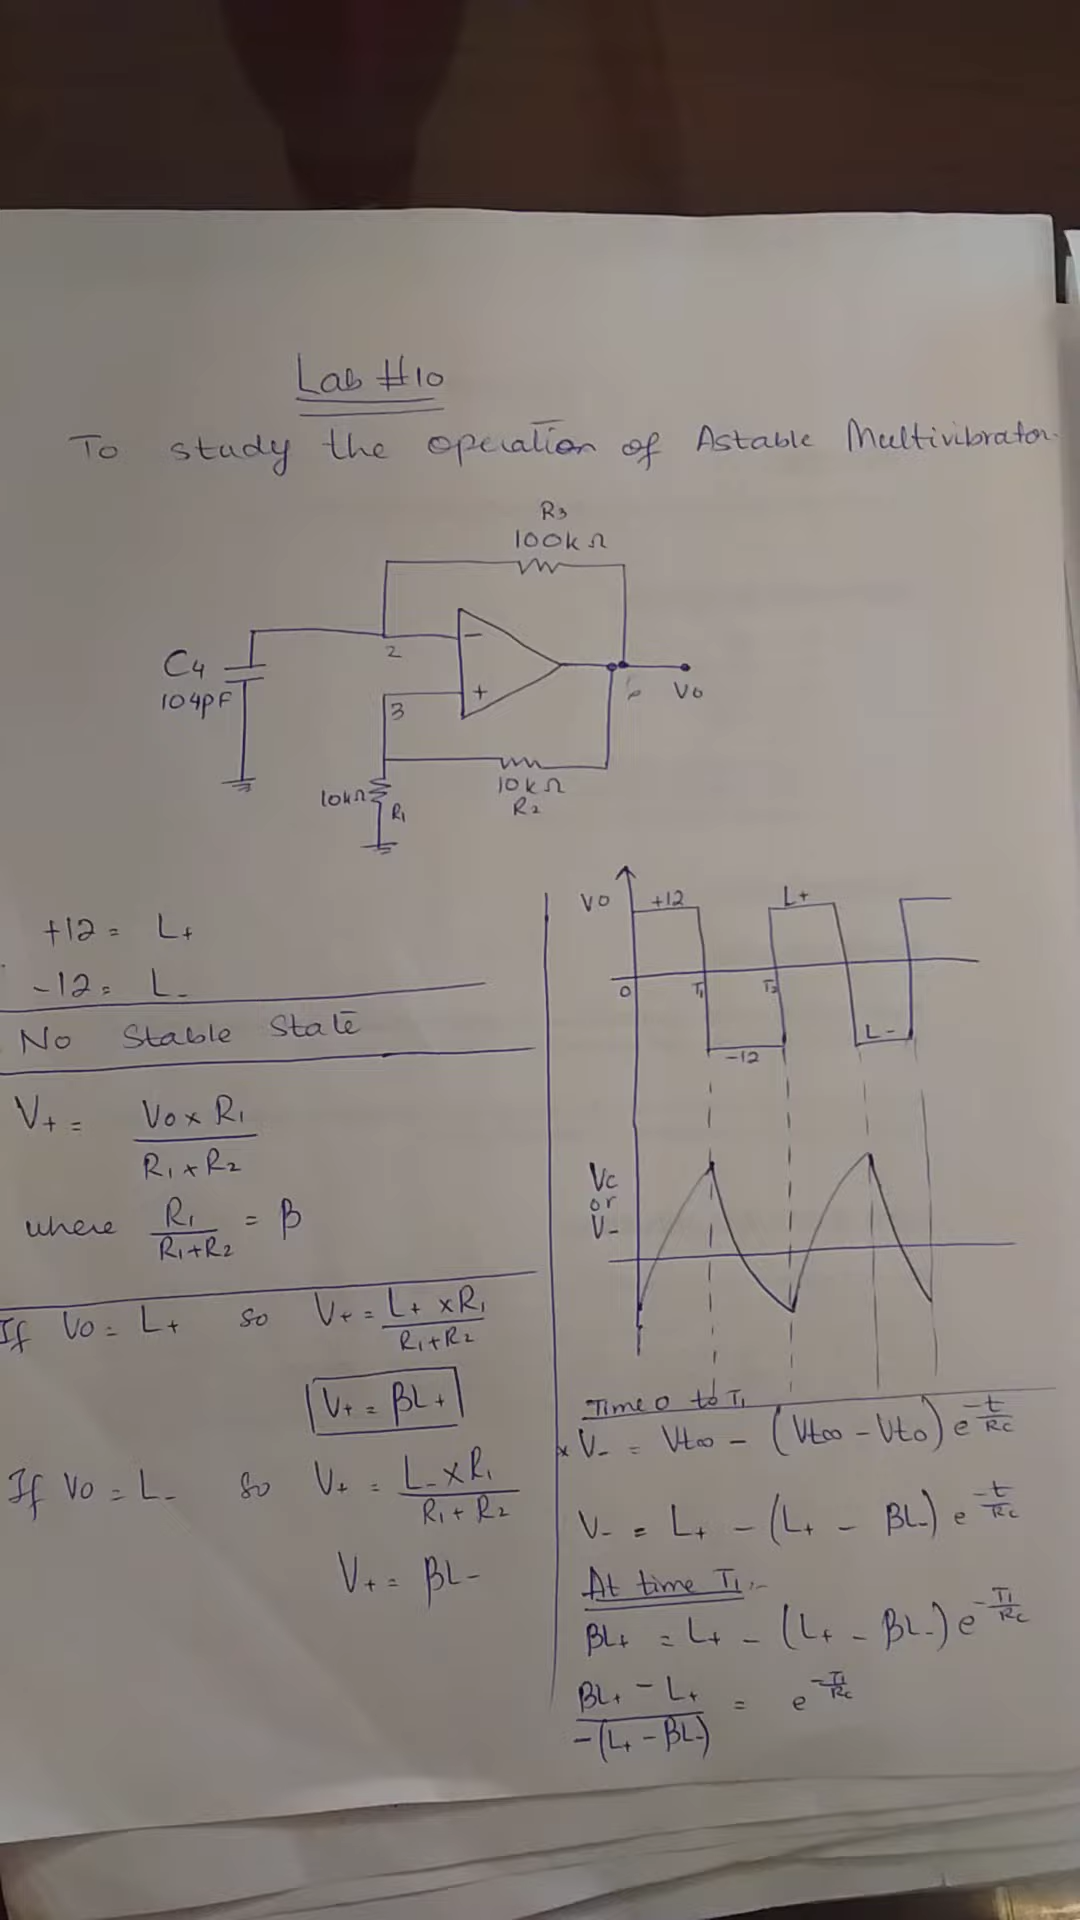 Lab #10
To study the operation of Astable Multivibrator.
R3
100kΩ
C4
104pF
2
3
+
-
6
Vo
10kΩ
R1
10kΩ
R2
+12 = L+
-12 = L-
No Stable State
V+ = Vo x R1 / R1 + R2
where R1 / R1+R2 = β
If Vo = L+ so V+ = L+ x R1 / R1+R2
V+ = βL+
If Vo = L- so V+ = L- x R1 / R1 + R2
V+ = βL-
Vo
+12
L+
0
T1
T2
-12
L-
Vc
or
V-
Time 0 to T1
x V- = Vt∞ - (Vt∞ - Vto) e^-t/RC
V- = L+ - (L+ - βL-) e^-t/RC
At time T1:-
βL+ = L+ - (L+ - βL-) e^-T1/RC
βL+ - L+ / -(L+ - βL-) = e^-T1/RC